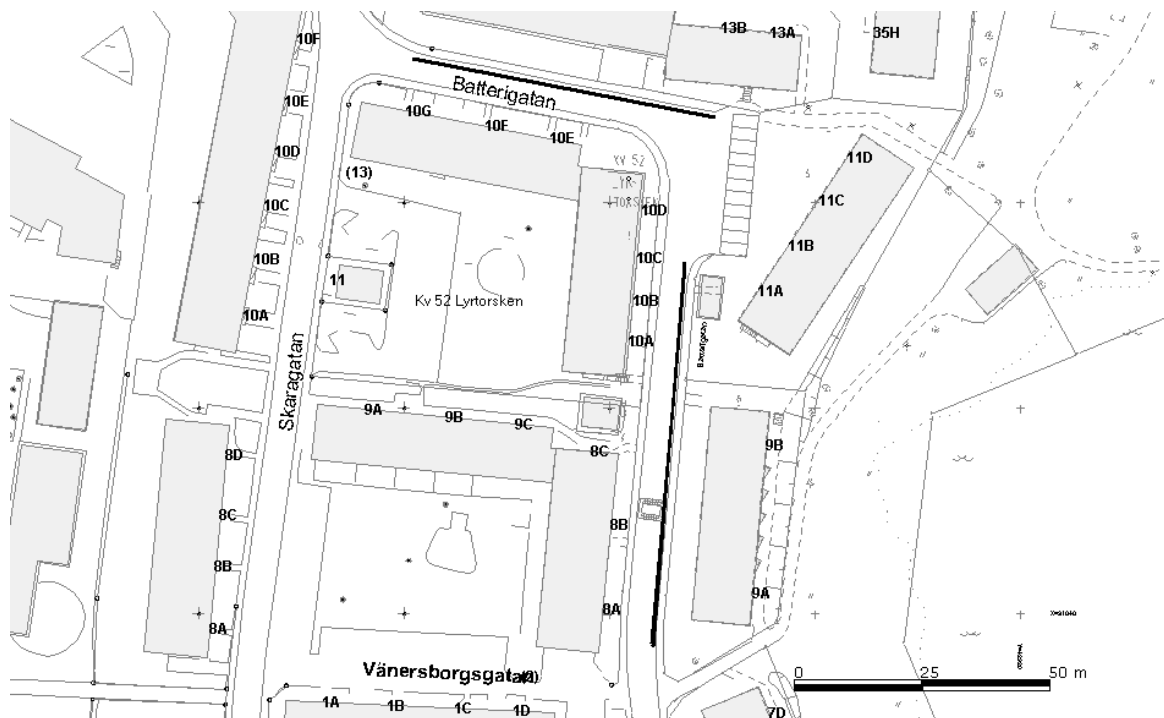 10F
13B
13A
35H
Batterigatan
10E
10G
10F
10E
10D
KV 52
(13)
11D
10C
10D
11C
10B
10C
11B
11
Kv 52 Lyrtorsken
10B
11A
10A
10A
Skaragatan
9A
9B
9C
8C
9B
8D
8C
8B
8B
8A
8A
9A
Vänersborgsgatan
1A
1B
1C
1D
7D
0
25
50 m